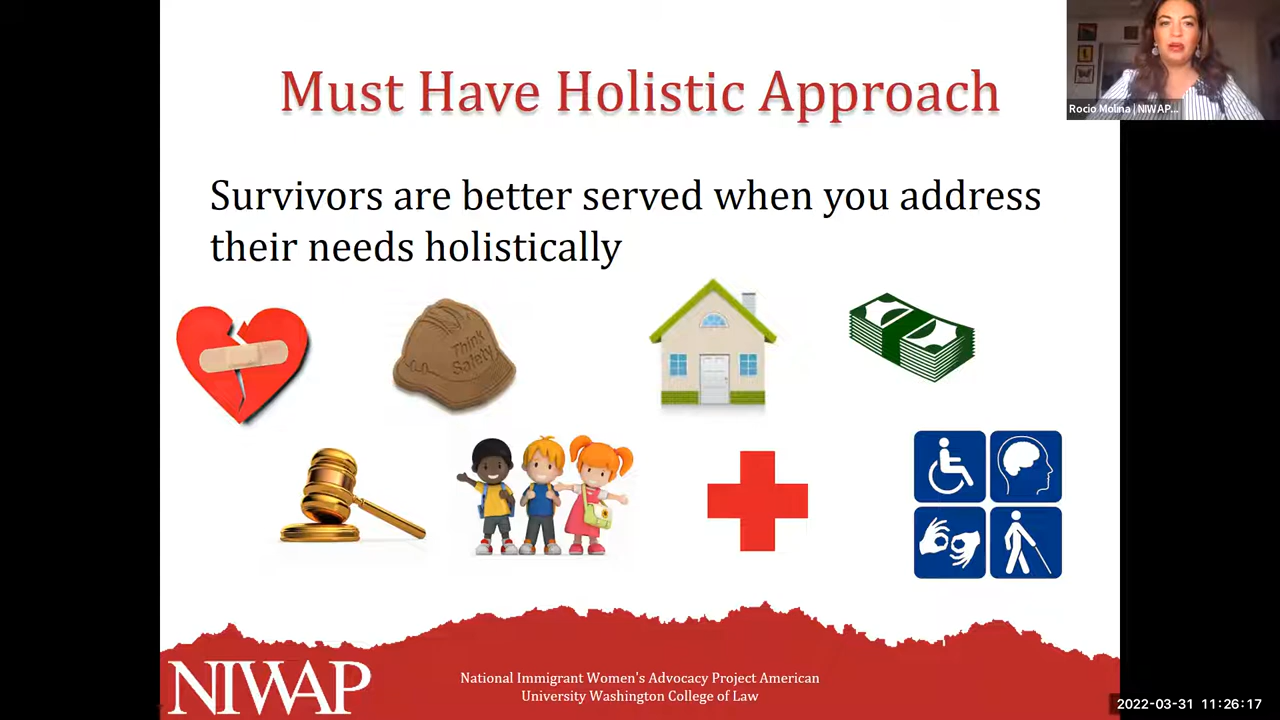 Must Have Holistic Approach
Rocio Molina | NIWAP...
Survivors are better served when you address
their needs holistically
Think
Safety
NIWAP
National Immigrant Women's Advocacy Project American
University Washington College of Law
2022-03-31 11:26:17